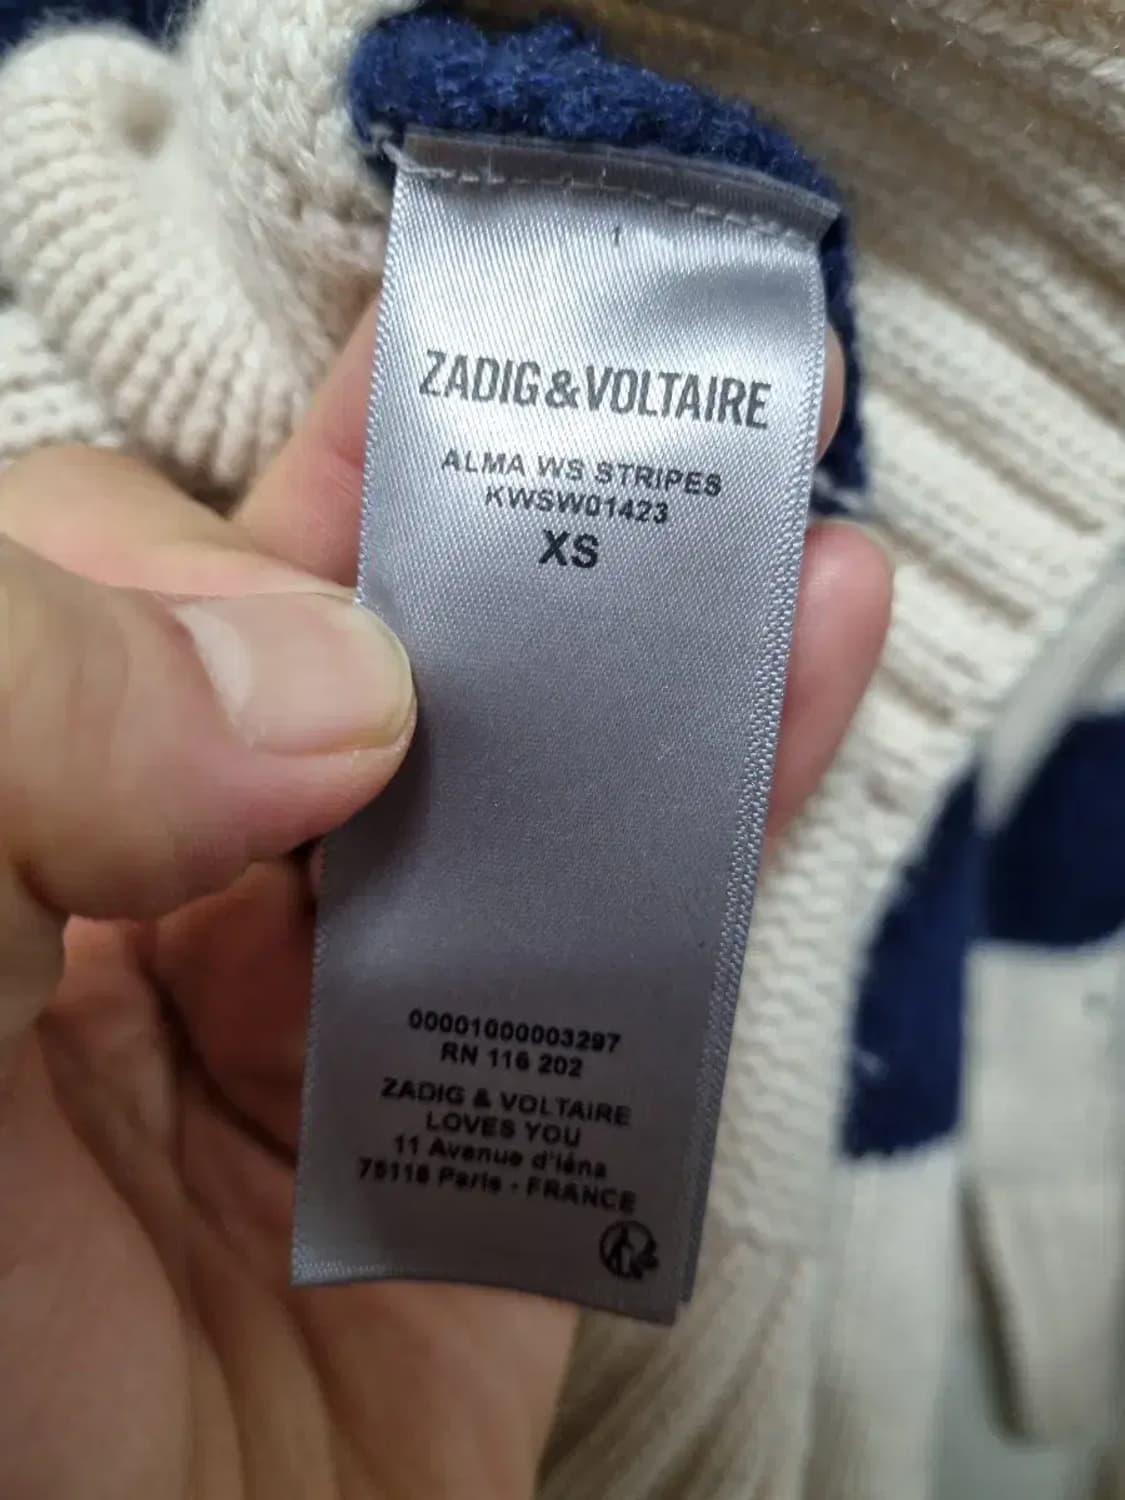 ZADIG&VOLTAIRE
ALMA WS STRIPES
KWSW01423
XS
00001000003297
RN 116 202
ZADIG & VOLTAIRE
LOVES YOU
11 Avenue d'iéna
75116 Paris - FRANCE